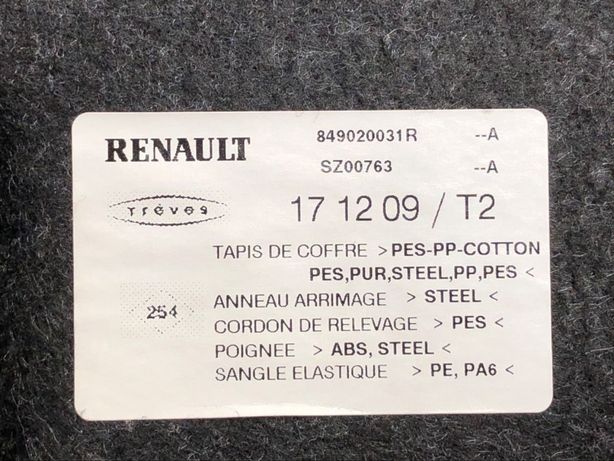 RENAULT 849020031R --A
SZ00763 --A
Trèves 17 12 09 / T2
TAPIS DE COFFRE > PES-PP-COTTON
PES,PUR,STEEL,PP,PES <
254 ANNEAU ARRIMAGE > STEEL <
CORDON DE RELEVAGE > PES <
POIGNEE > ABS, STEEL <
SANGLE ELASTIQUE > PE, PA6 <